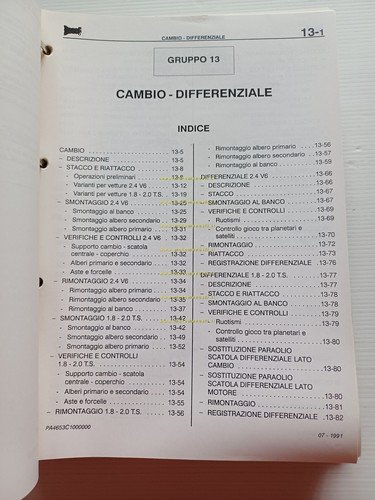 CAMBIO - DIFFERENZIALE
13-1
GRUPPO 13
CAMBIO - DIFFERENZIALE
INDICE
CAMBIO 13-5
– DESCRIZIONE 13-5
– STACCO E RIATTACCO 13-8
· Operazioni preliminari 13-8
· Varianti per vetture 2.4 V6 13-12
· Varianti per vetture 1.8 - 2.0 T.S. 13-19
– SMONTAGGIO 2.4 V6 13-25
· Smontaggio al banco 13-25
· Smontaggio albero primario 13-29
· Smontaggio albero secondario 13-31
– VERIFICHE E CONTROLLI 2.4 V6 13-32
· Supporto cambio - scatola
centrale - coperchio 13-32
· Alberi primario e secondario 13-32
· Aste e forcelle 13-33
– RIMONTAGGIO 2.4 V6 13-34
· Rimontaggio albero primario 13-34
· Rimontaggio albero secondario 13-35
· Rimontaggio al banco 13-37
– SMONTAGGIO 1.8 - 2.0 T.S. 13-42
· Smontaggio al banco 13-42
· Smontaggio albero primario 13-49
· Smontaggio albero secondario 13-52
– VERIFICHE E CONTROLLI
1.8 - 2.0 T.S. 13-54
· Supporto cambio - scatola
centrale - coperchio 13-54
· Alberi primario e secondario 13-54
· Aste e forcelle 13-55
– RIMONTAGGIO 1.8 - 2.0 T.S. 13-56
· Rimontaggio albero primario 13-56
· Rimontaggio albero secondario 13-57
· Rimontaggio al banco 13-59
DIFFERENZIALE 2.4 V6 13-66
– DESCRIZIONE 13-66
– STACCO 13-67
– SMONTAGGIO AL BANCO 13-67
– VERIFICHE E CONTROLLI 13-69
· Ruotismi 13-69
· Controllo gioco tra planetari e
satelliti 13-70
– RIMONTAGGIO 13-72
– RIATTACCO 13-73
– REGISTRAZIONE DIFFERENZIALE 13-76
DIFFERENZIALE 1.8 - 2.0 T.S. 13-77
– DESCRIZIONE 13-77
– STACCO E RIATTACCO 13-78
– SMONTAGGIO AL BANCO 13-78
– VERIFICHE E CONTROLLI 13-79
· Ruotismi 13-79
· Controllo gioco tra planetari e
satelliti 13-80
– SOSTITUZIONE PARAOLIO
SCATOLA DIFFERENZIALE LATO
CAMBIO 13-80
– SOSTITUZIONE PARAOLIO
SCATOLA DIFFERENZIALE LATO
MOTORE 13-80
– RIMONTAGGIO 13-81
– REGISTRAZIONE DIFFERENZIALE 13-82
PA4653C1000000
07 - 1991